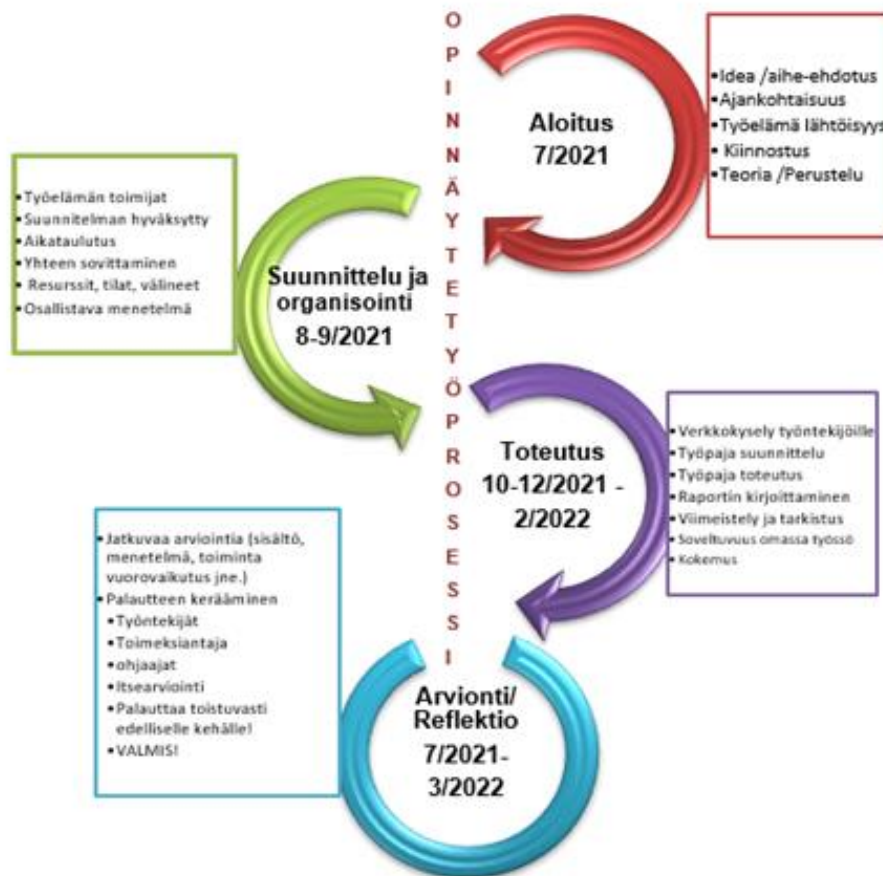 OPINNÄYTETYÖPROSESSI
Aloitus
7/2021
•Idea /aihe-ehdotus
•Ajankohtaisuus
•Työelämä lähtöisyys
• Kiinnostus
•Teoria /Perustelu
•Työelämän toimijat
•Suunnitelman hyväksytty
•Aikataulutus
•Yhteen sovittaminen
• Resurssit, tilat, välineet
•Osallistava menetelmä
Suunnittelu ja
organisointi
8-9/2021
Toteutus
10-12/2021 -
2/2022
•Verkkokysely työntekijöille
•Työpaja suunnittelu
•Työpaja toteutus
•Raportin kirjoittaminen
•Viimeistely ja tarkistus
•Soveltuvuus omassa työssö
•Kokemus
•Jatkuvaa arviointia (sisältö,
menetelmä, toiminta
vuorovaikutus jne.)
•Palautteen kerääminen
•Työntekijät
•Toimeksiantaja
•ohjaajat
•Itsearviointi
•Palauttaa toistuvasti
edelliselle kehälle!
•VALMIS!
Arvionti/
Reflektio
7/2021-
3/2022